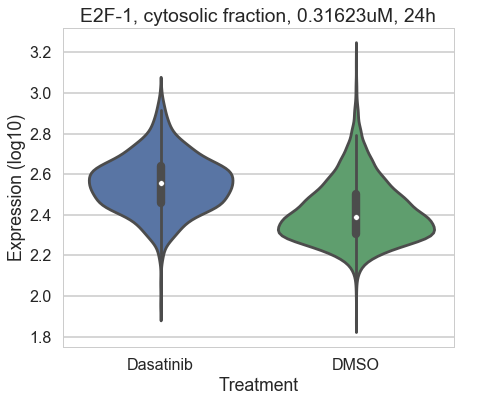 E2F-1, cytosolic fraction, 0.31623uM, 24h
Expression (log10)
3.2
3.0
2.8
2.6
2.4
2.2
2.0
1.8
Dasatinib DMSO
Treatment